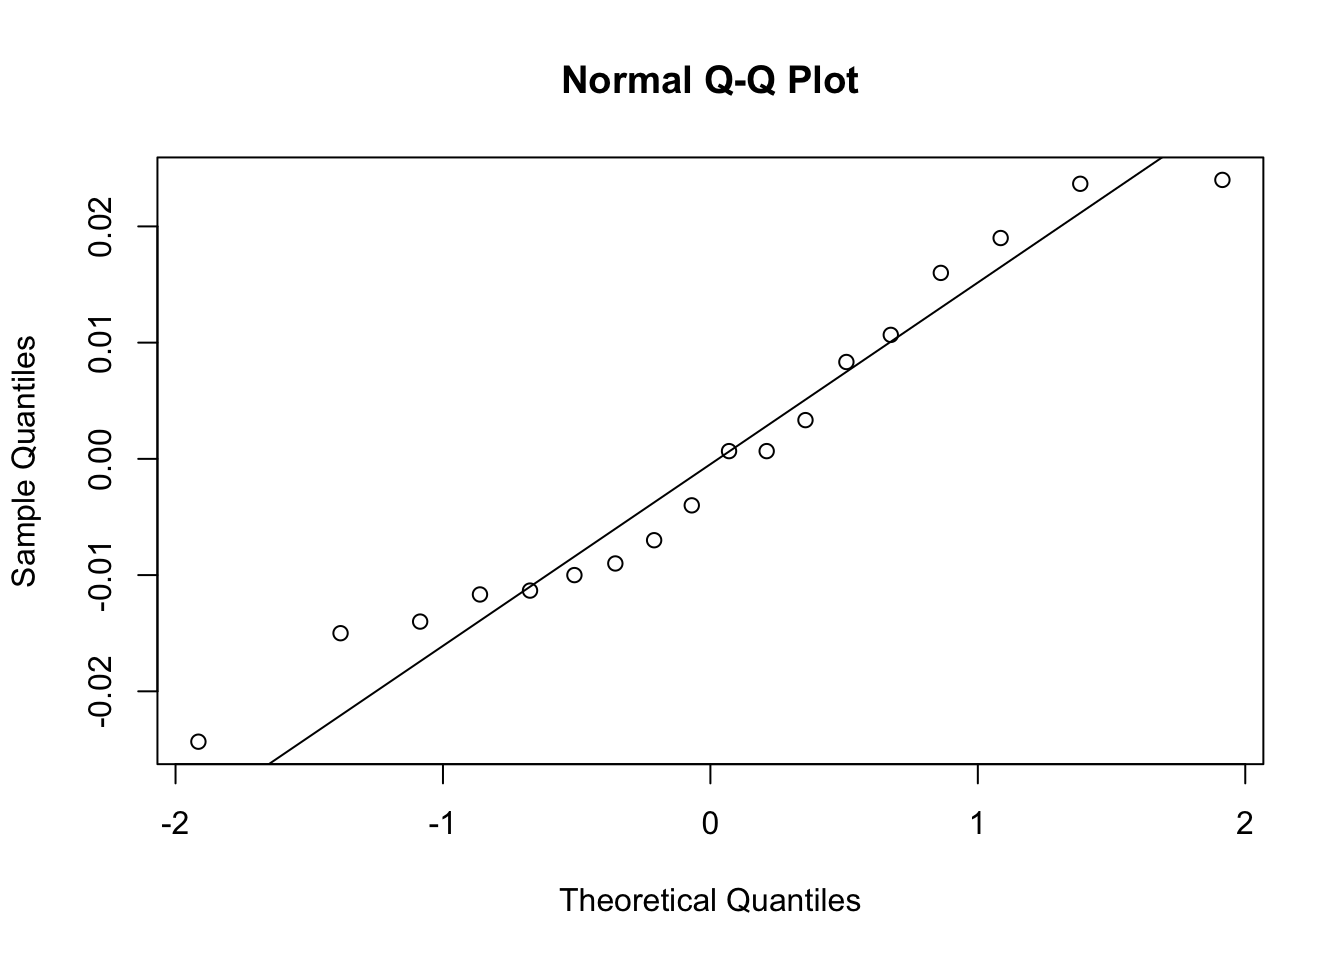 Normal Q-Q Plot
Sample Quantiles
0.02
0.01
0.00
-0.01
-0.02
-2 -1 0 1 2
Theoretical Quantiles